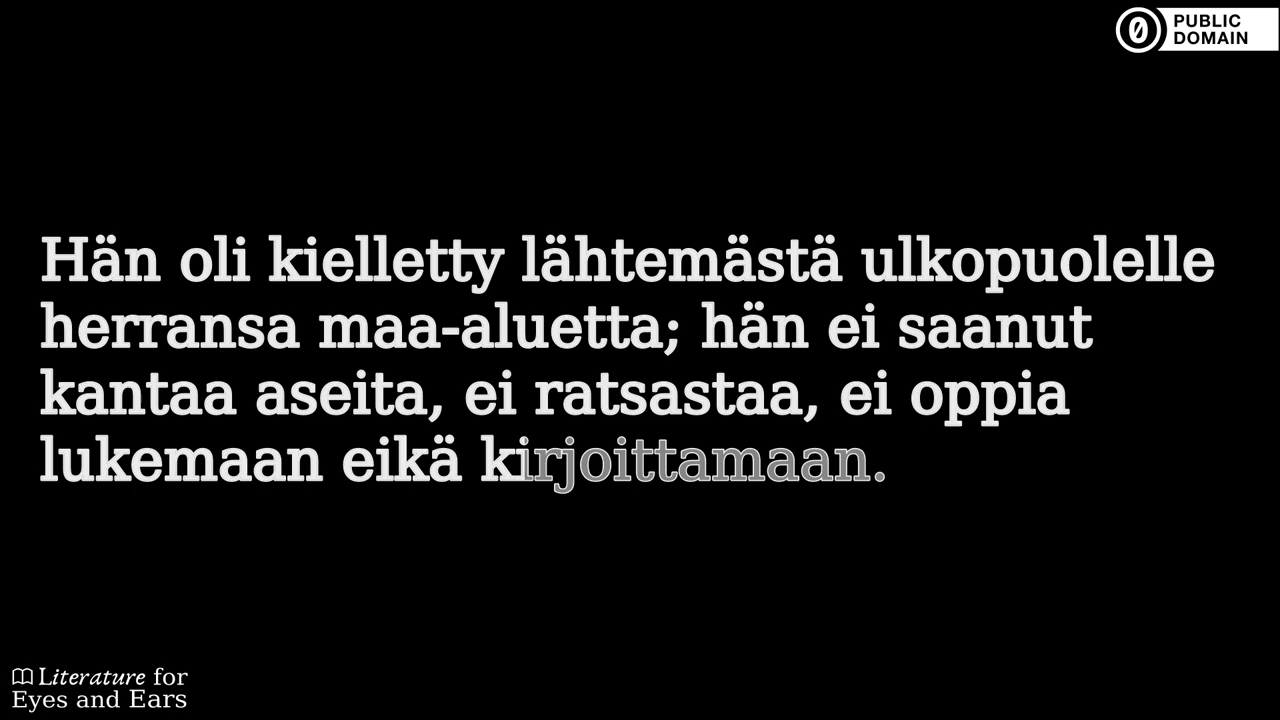 PUBLIC
DOMAIN
Hän oli kielletty lähtemästä ulkopuolelle
herransa maa-aluetta; hän ei saanut
kantaa aseita, ei ratsastaa, ei oppia
lukemaan eikä kirjoittamaan.
Literature for
Eyes and Ears